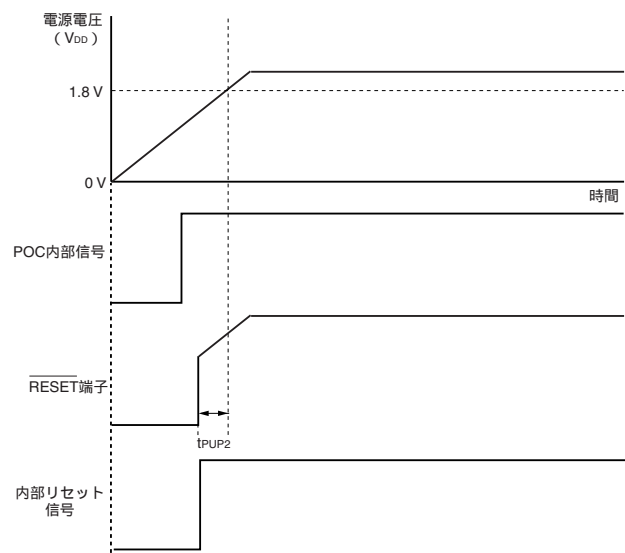 電源電圧
（VDD）
1.8 V
0 V
時間
POC内部信号
RESET端子
tPUP2
内部リセット
信号